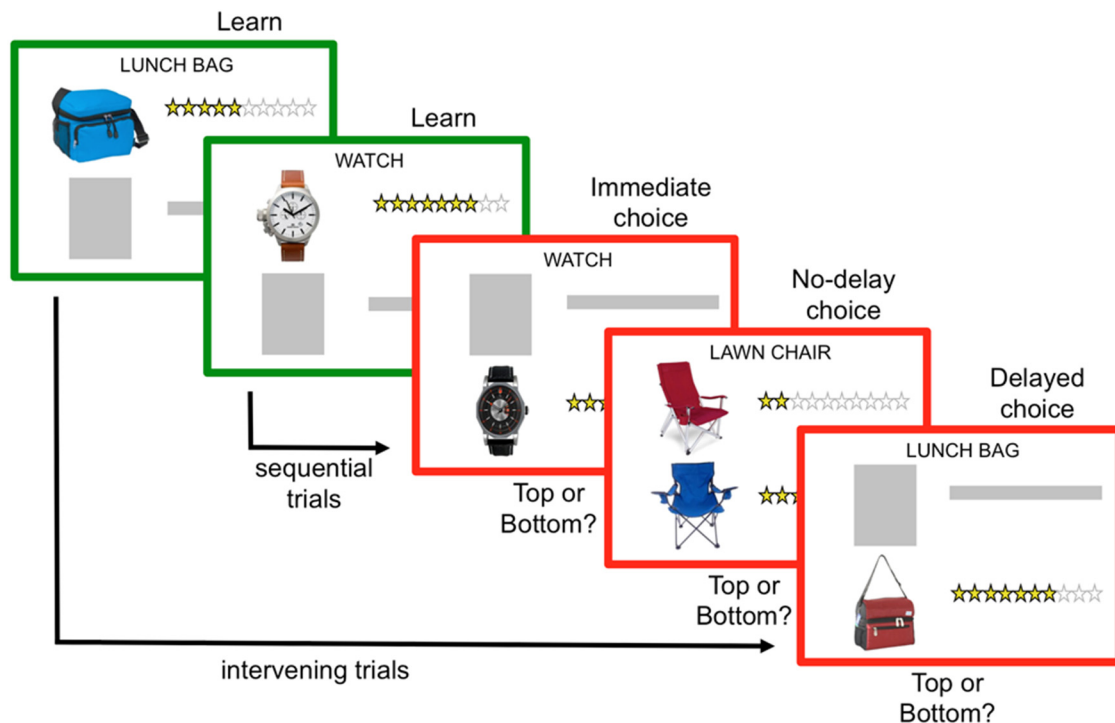 Learn
LUNCH BAG
Learn
WATCH
Immediate
choice
WATCH
No-delay
choice
LAWN CHAIR
Delayed
choice
LUNCH BAG
sequential
trials
Top or
Bottom?
Top or
Bottom?
intervening trials
Top or
Bottom?